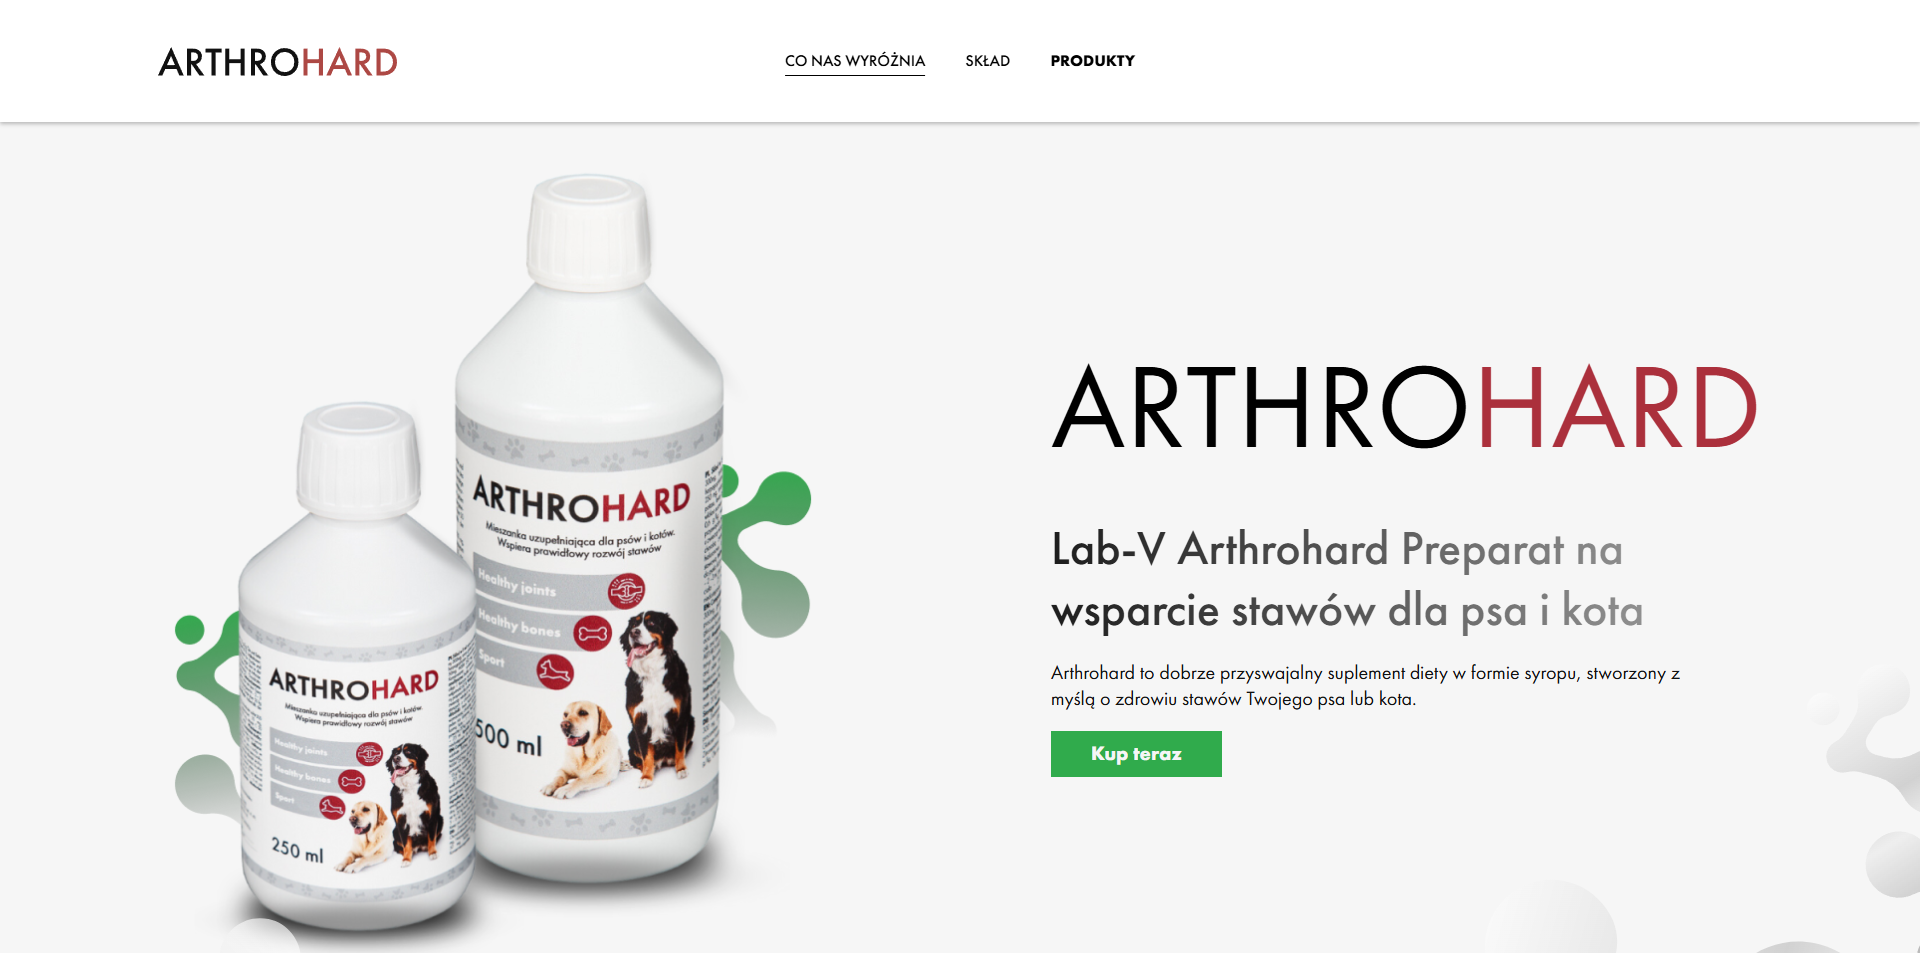 ARTHROHARD
CO NAS WYRÓŻNIA
SKŁAD
PRODUKTY
ARTHROHARD
Mieszanka uzupełniająca dla psów i kotów.
Wspiera prawidłowy rozwój stawów
Healthy joints
Healthy bones
Sport
500 ml
ARTHROHARD
Mieszanka uzupełniająca dla psów i kotów.
Wspiera prawidłowy rozwój stawów
Healthy joints
Healthy bones
Sport
250 ml
ARTHROHARD
Lab-V Arthrohard Preparat na
wsparcie stawów dla psa i kota
Arthrohard to dobrze przyswajalny suplement diety w formie syropu, stworzony z
myślą o zdrowiu stawów Twojego psa lub kota.
Kup teraz